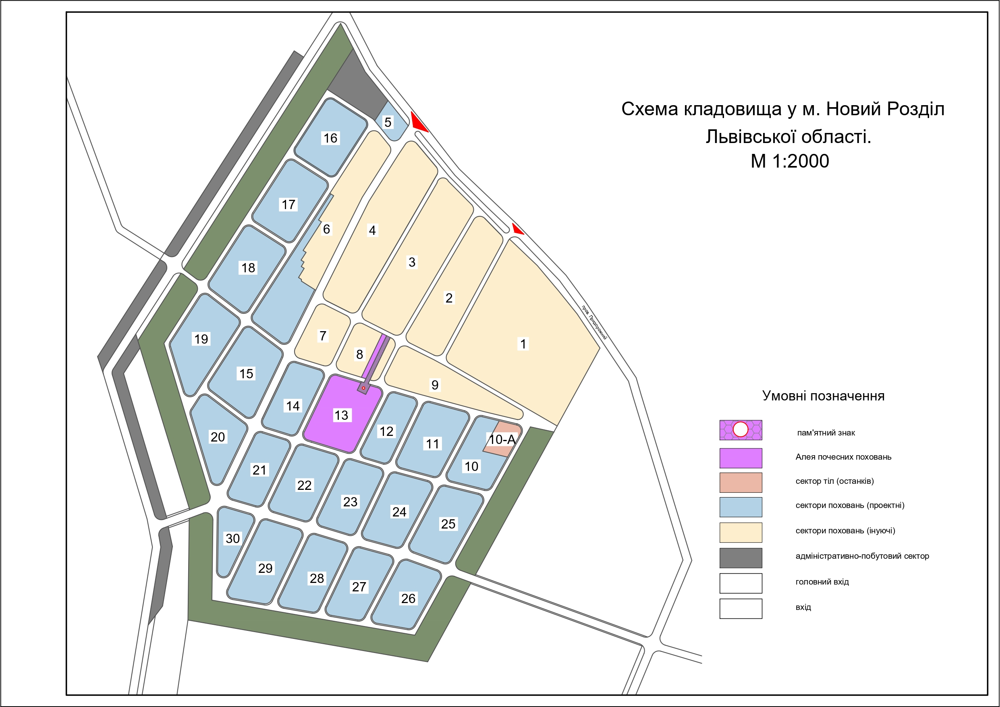 Схема кладовища у м. Новий Розділ
Львівської області.
М 1:2000
5
16
17
6
4
18
3
2
пров. Придорожний
7
19
1
8
15
9
14
13
12
20
10-А
11
10
21
22
23
24
25
30
29
28
27
26
Умовні позначення
пам'ятний знак
Алея почесних поховань
сектор тіл (останків)
сектори поховань (проектні)
сектори поховань (інуючі)
адміністративно-побутовий сектор
головний вхід
вхід